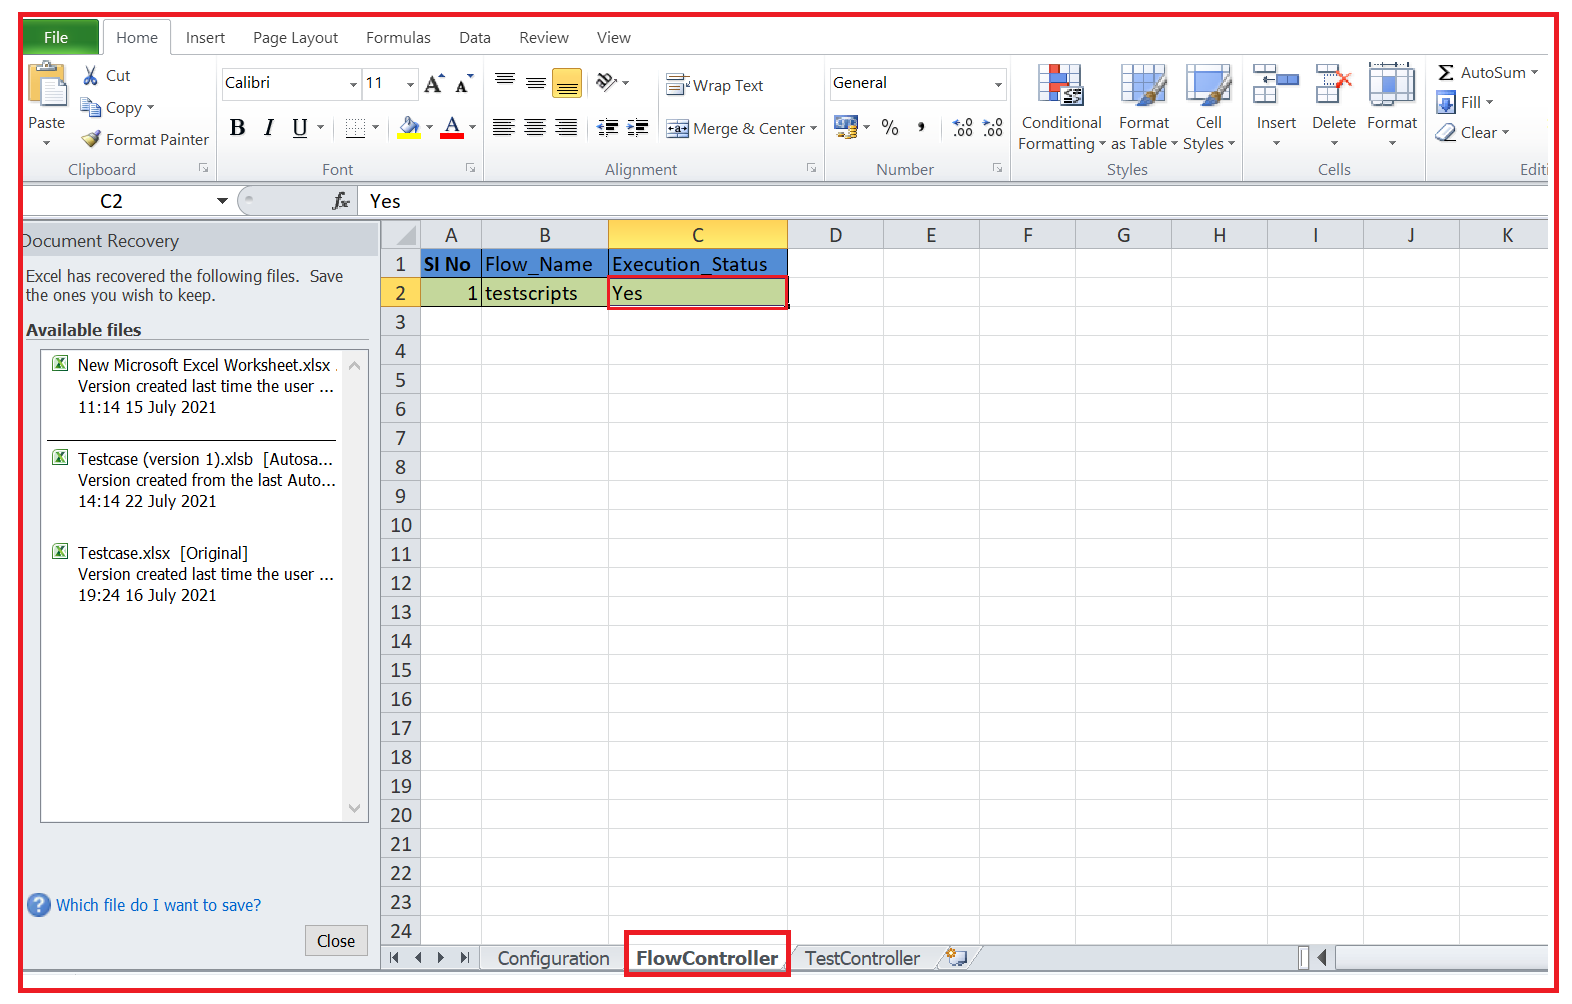 File Home Insert Page Layout Formulas Data Review View
Cut
Copy
Format Painter
Paste
Clipboard
Calibri 11
B I U
Font
Wrap Text
Merge & Center
Alignment
General
%
Number
Conditional Formatting
Format as Table
Cell Styles
Styles
Insert Delete Format
Cells
Σ AutoSum
Fill
Clear
Editi
C2 fx Yes
Document Recovery
Excel has recovered the following files. Save
the ones you wish to keep.
Available files
New Microsoft Excel Worksheet.xlsx
Version created last time the user ...
11:14 15 July 2021
Testcase (version 1).xlsb [Autosa...
Version created from the last Auto...
14:14 22 July 2021
Testcase.xlsx [Original]
Version created last time the user ...
19:24 16 July 2021
Which file do I want to save?
Close
A B C D E F G H I J K
1 Sl No Flow_Name Execution_Status
2 1 testscripts Yes
3
4
5
6
7
8
9
10
11
12
13
14
15
16
17
18
19
20
21
22
23
24
Configuration FlowController TestController